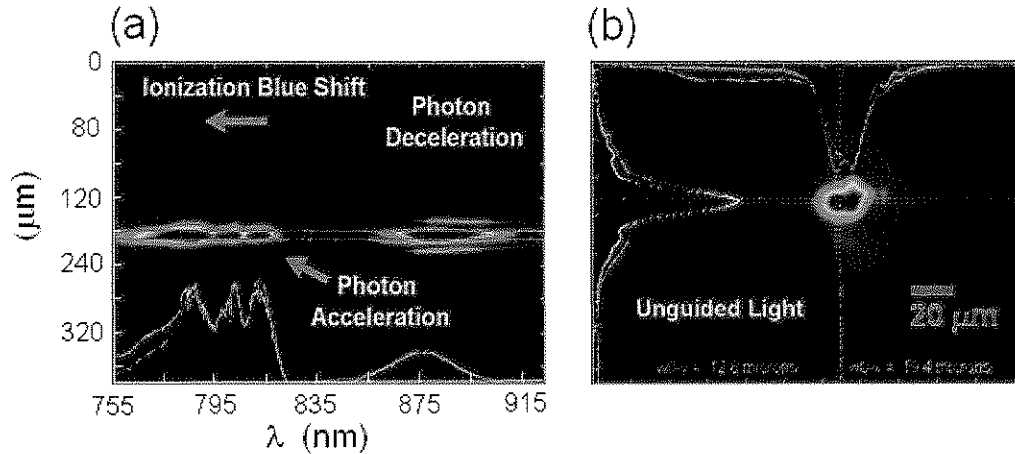 (a)
(b)
0
80
120
240
320
(µm)
Ionization Blue Shift
Photon
Deceleration
Photon
Acceleration
755
795
835
875
915
λ (nm)
Unguided Light
20 µm